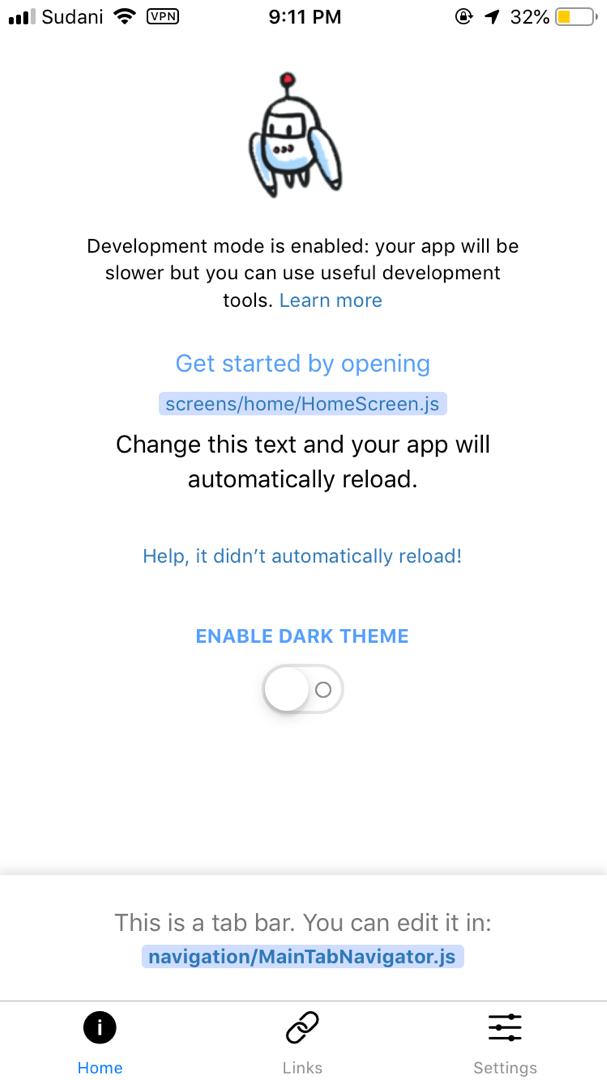 Sudani VPN 9:11 PM 32%
Development mode is enabled: your app will be
slower but you can use useful development
tools. Learn more
Get started by opening
screens/home/HomeScreen.js
Change this text and your app will
automatically reload.
Help, it didn’t automatically reload!
ENABLE DARK THEME
This is a tab bar. You can edit it in:
navigation/MainTabNavigator.js
Home Links Settings